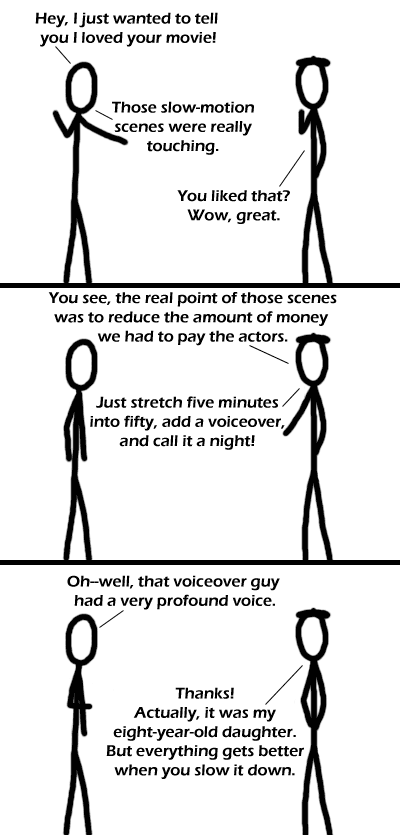 Hey, I just wanted to tell
you I loved your movie!
Those slow-motion
scenes were really
touching.
You liked that?
Wow, great.
You see, the real point of those scenes
was to reduce the amount of money
we had to pay the actors.
Just stretch five minutes
into fifty, add a voiceover,
and call it a night!
Oh–well, that voiceover guy
had a very profound voice.
Thanks!
Actually, it was my
eight-year-old daughter.
But everything gets better
when you slow it down.